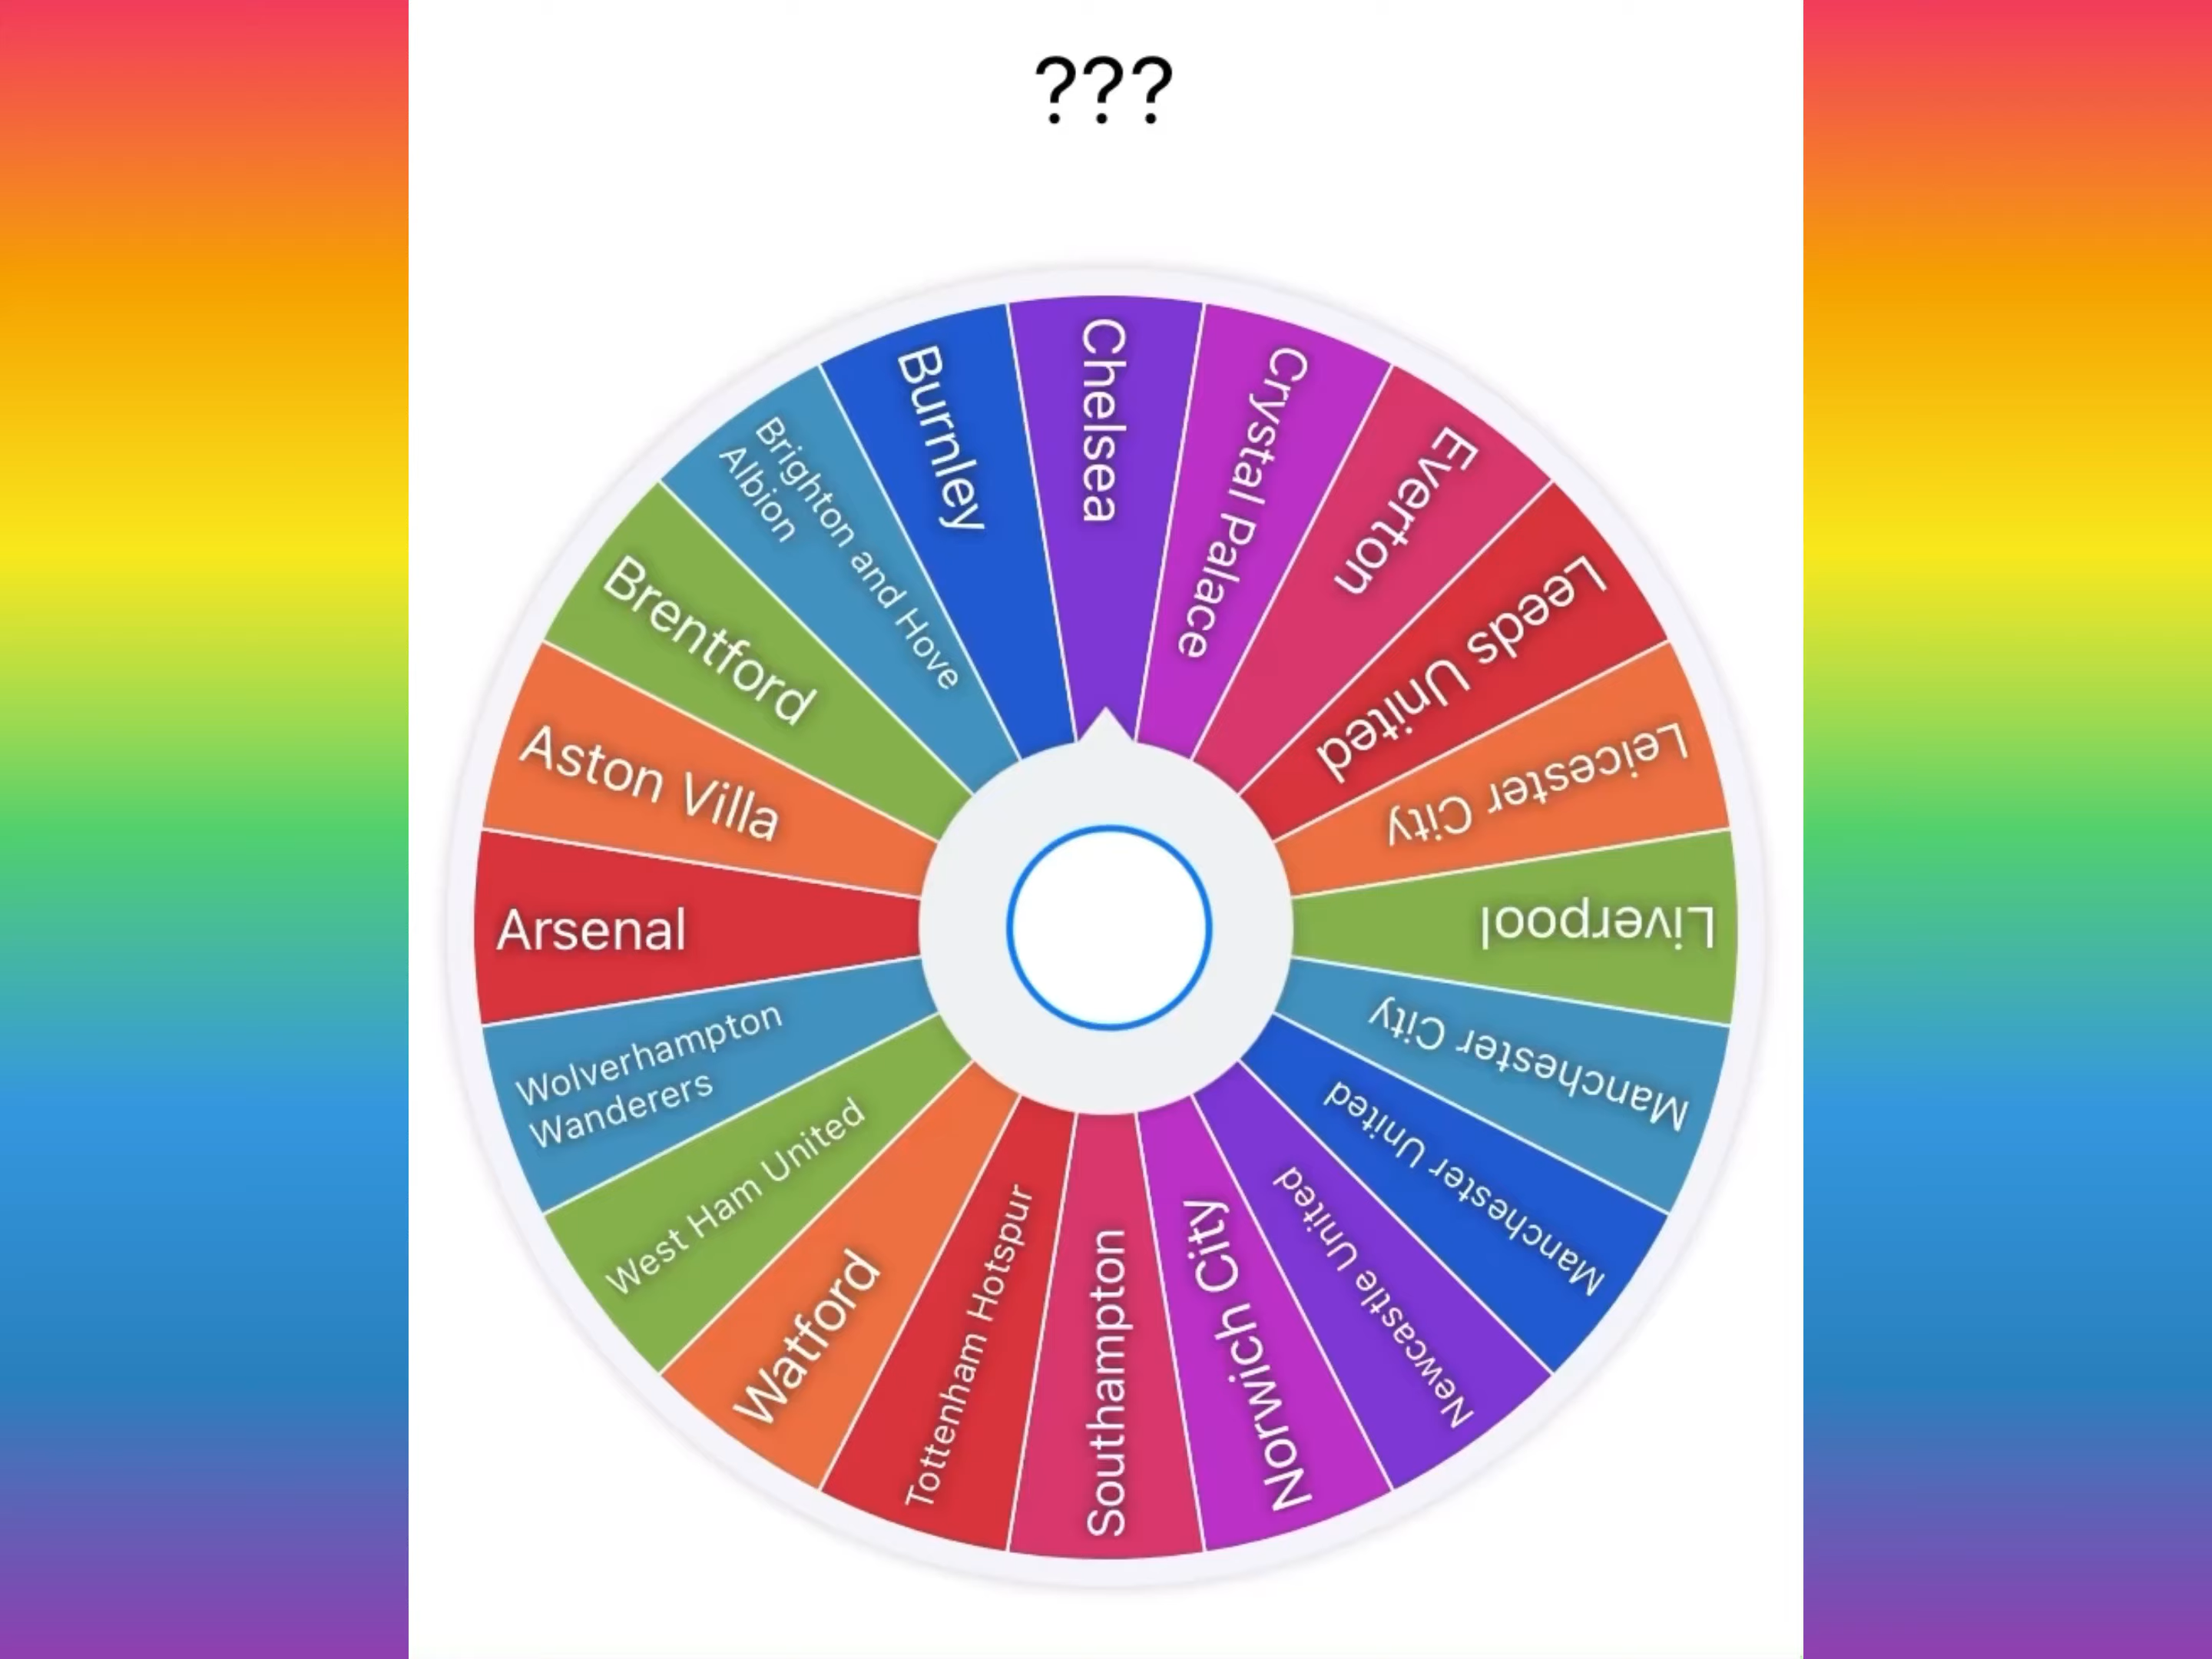 ???
Chelsea
Crystal Palace
Everton
Leeds United
Leicester City
Liverpool
Manchester City
Manchester United
Newcastle United
Norwich City
Southampton
Tottenham Hotspur
Watford
West Ham United
Wolverhampton
Wanderers
Arsenal
Aston Villa
Brentford
Brighton and Hove
Albion
Burnley